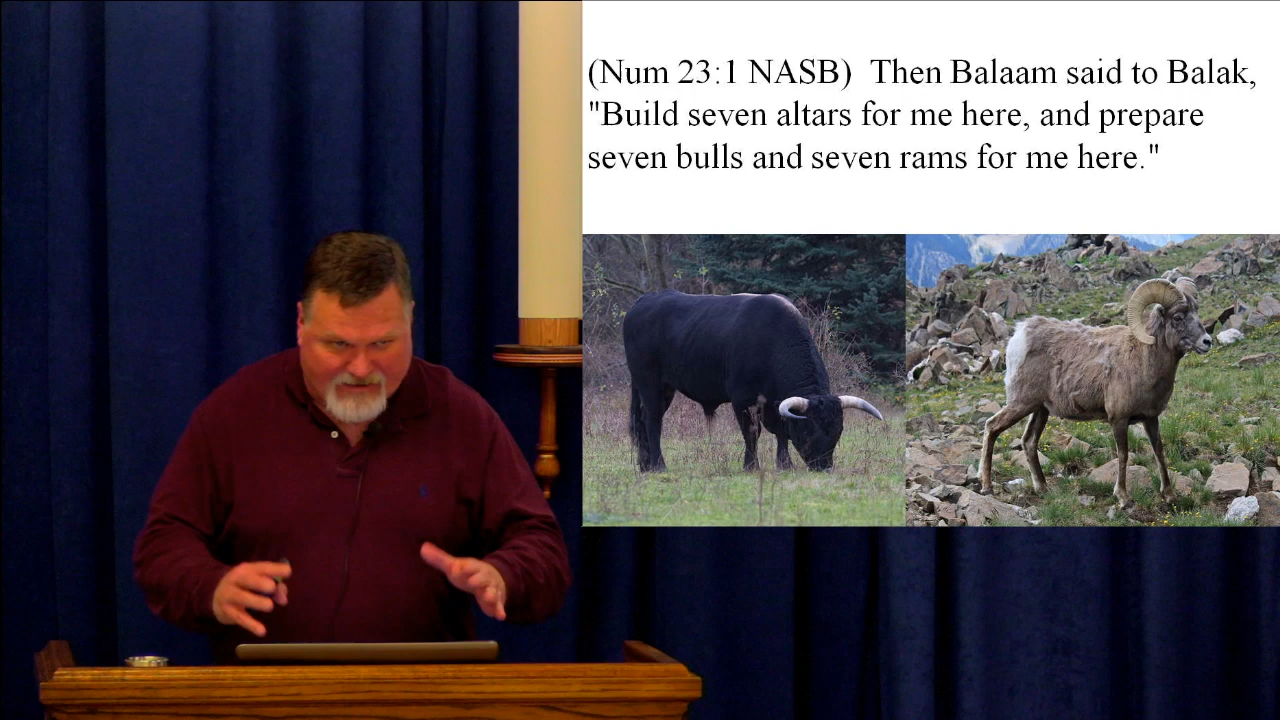 (Num 23:1 NASB)  Then Balaam said to Balak,
"Build seven altars for me here, and prepare
seven bulls and seven rams for me here."